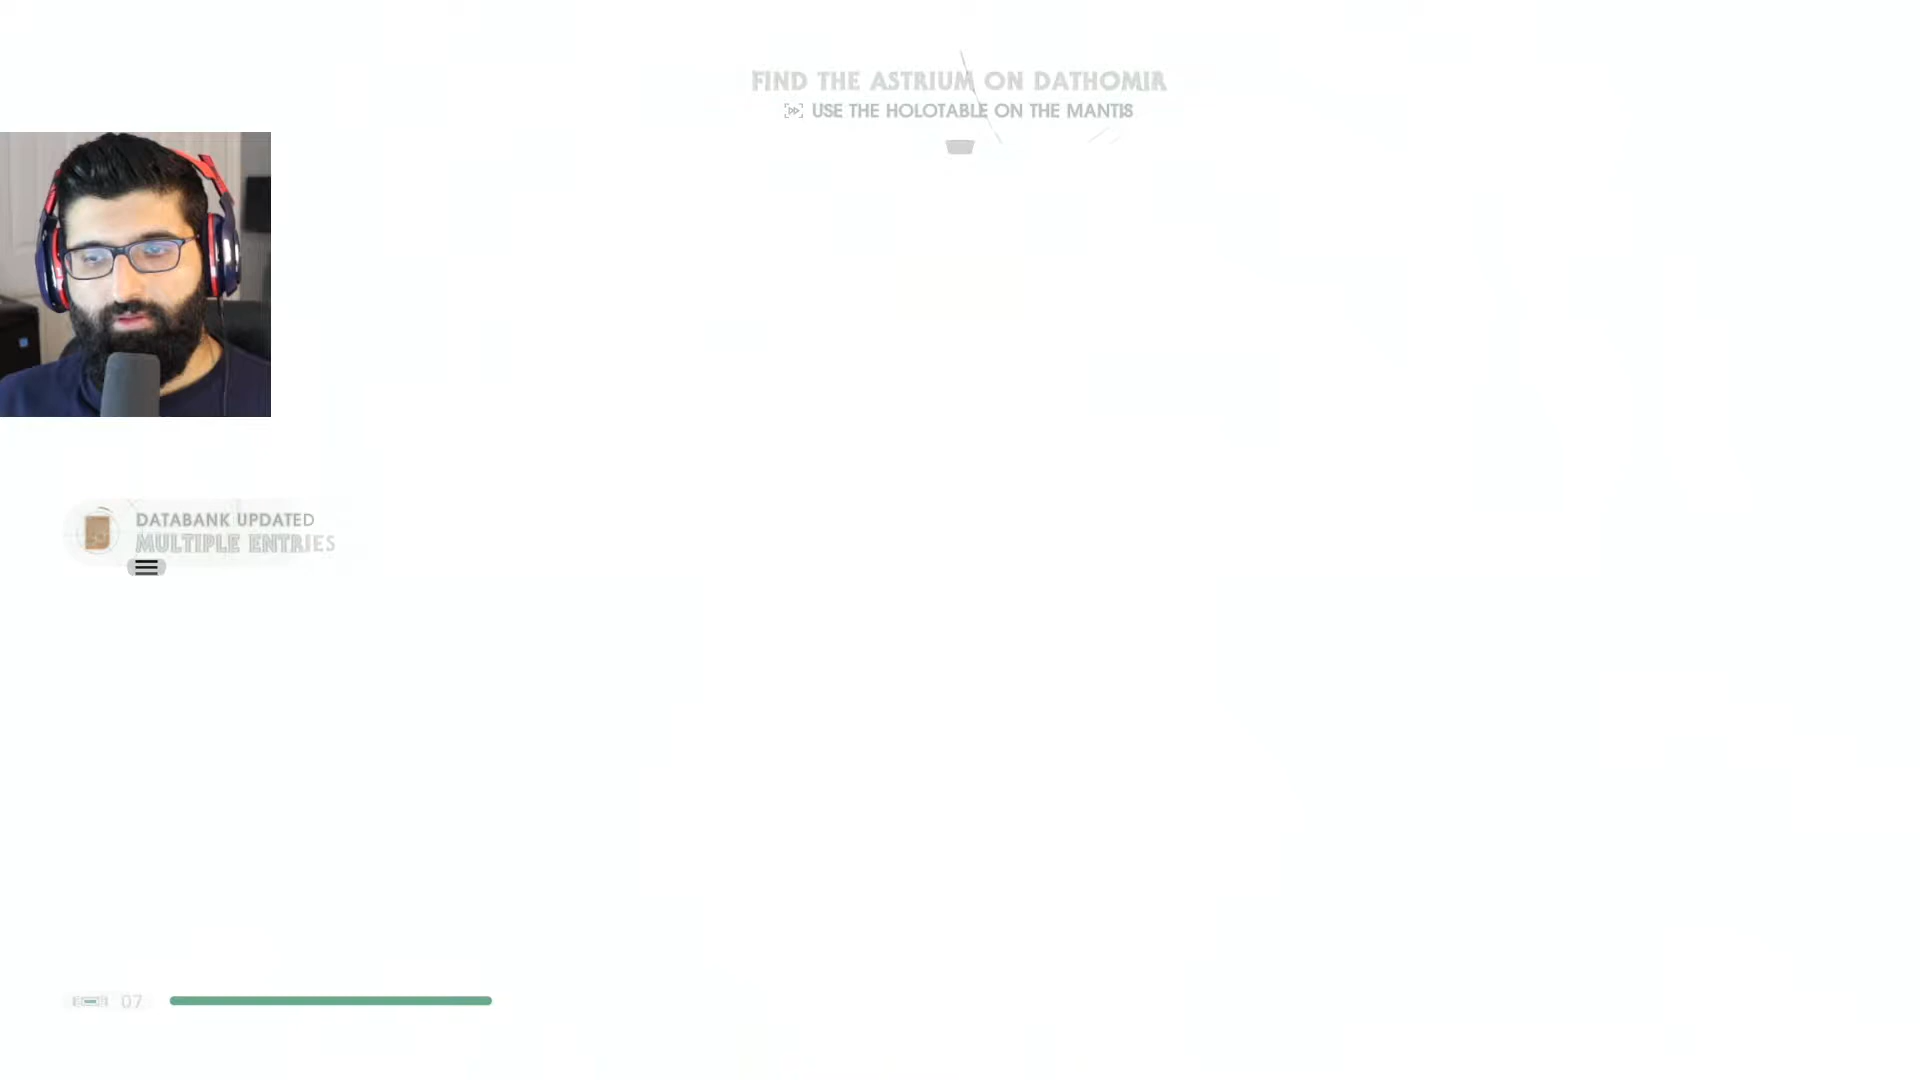 FIND THE ASTRIUM ON DATHOMIR
USE THE HOLOTABLE ON THE MANTIS
DATABANK UPDATED
MULTIPLE ENTRIES
07